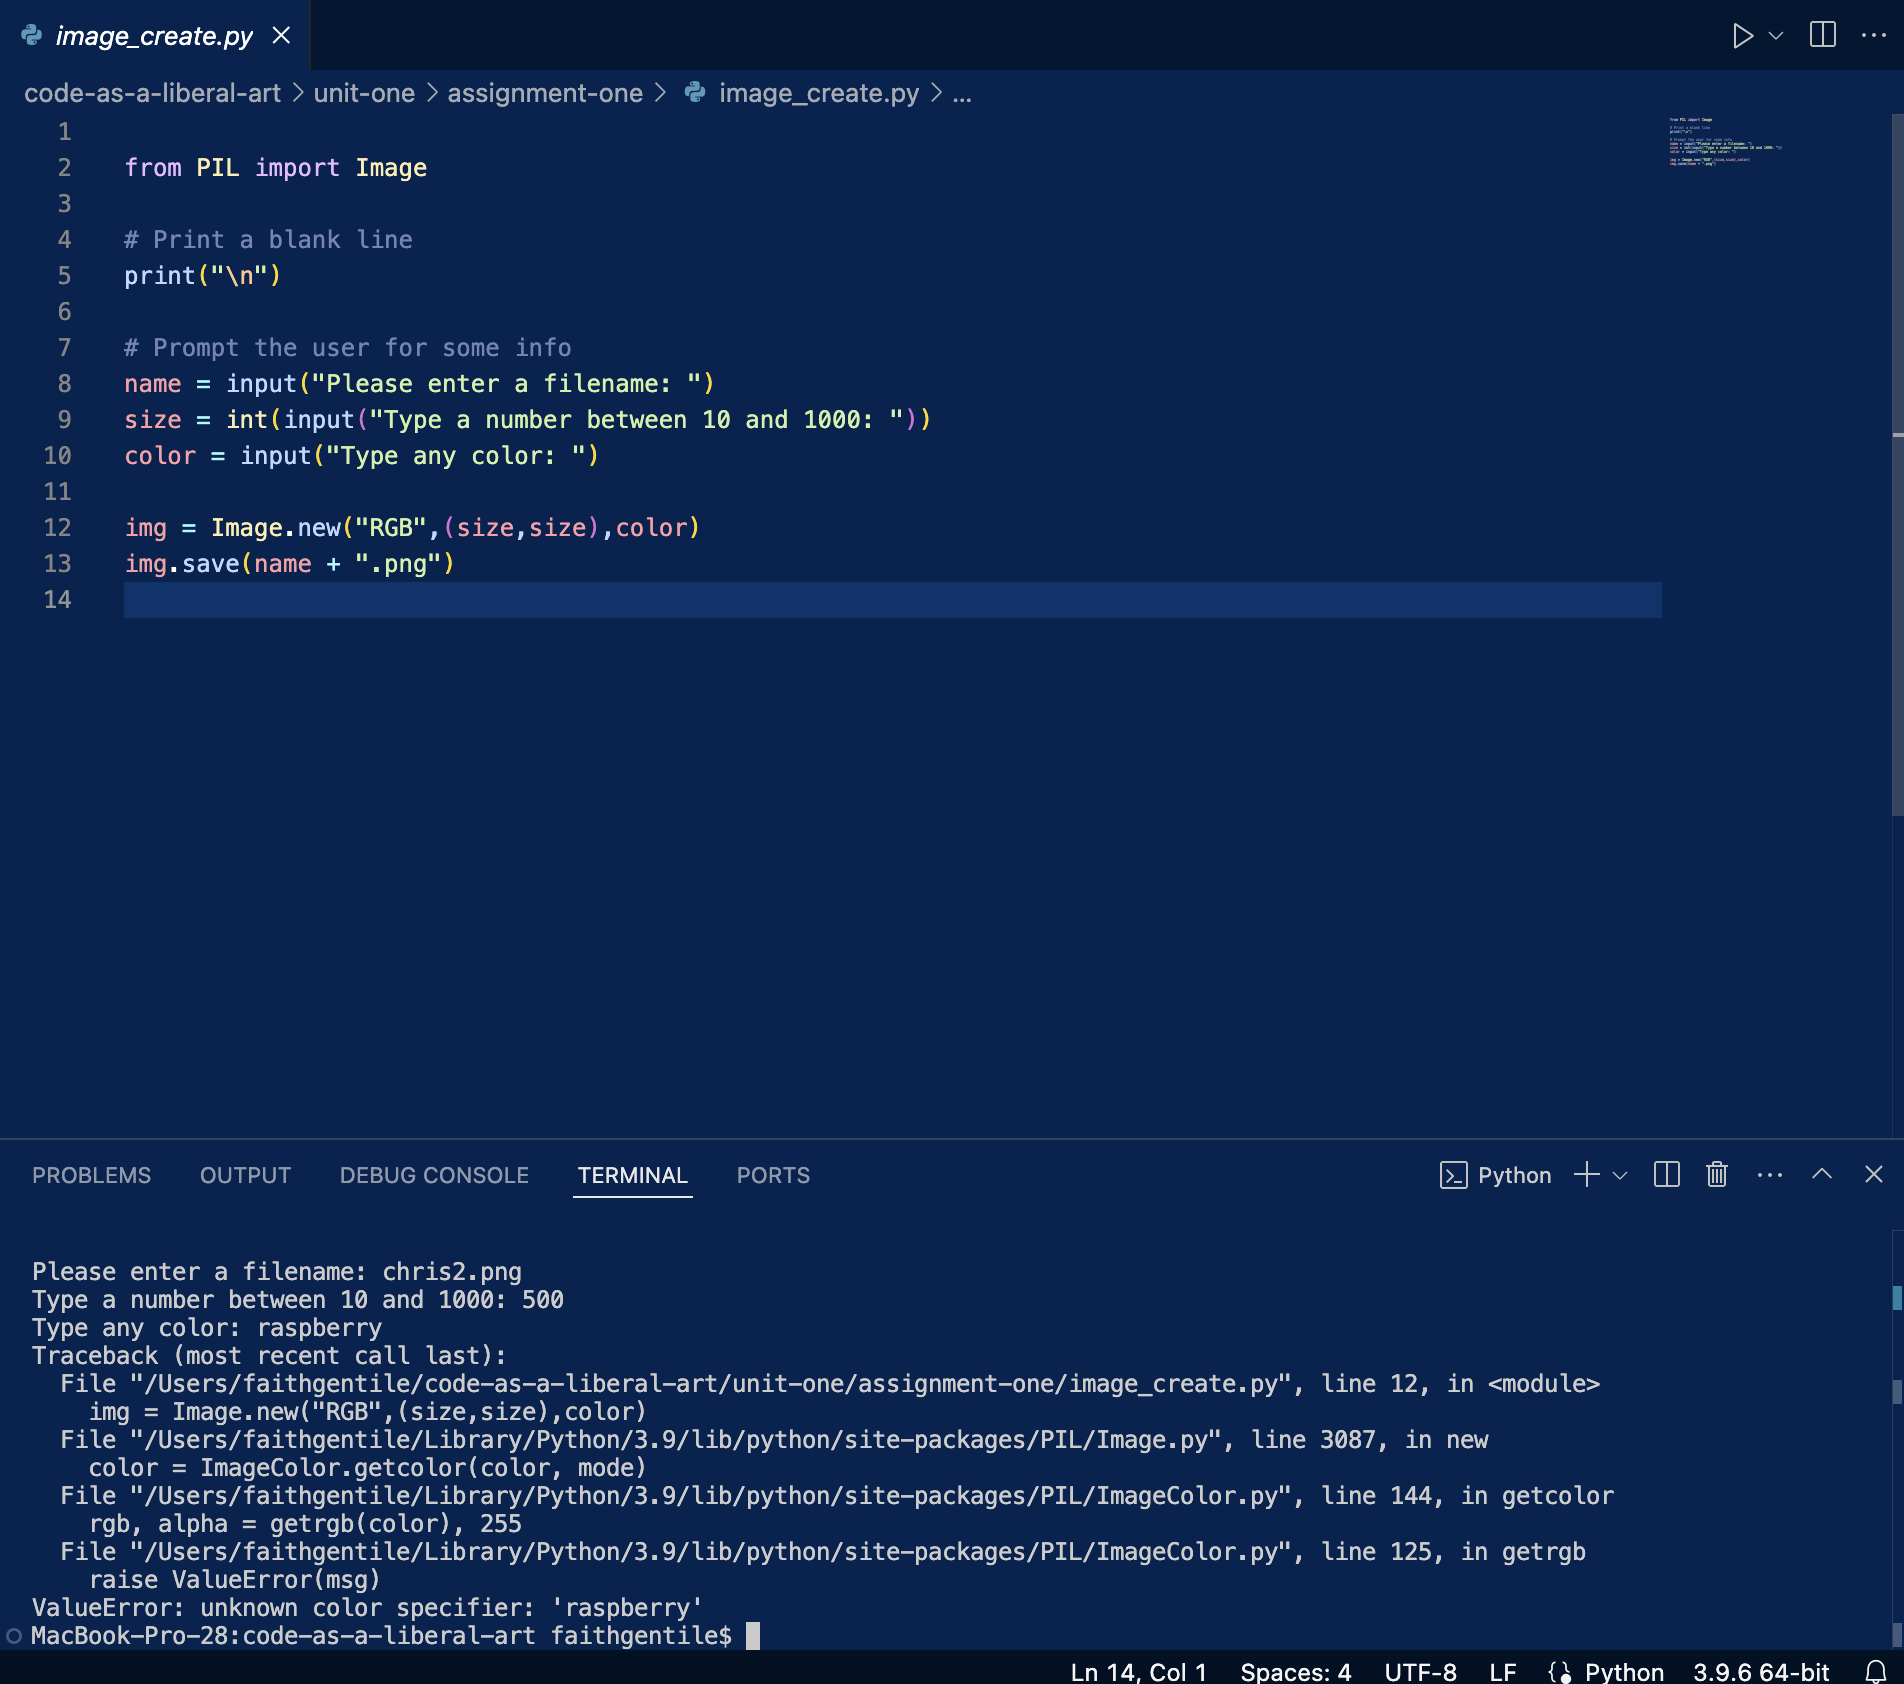 image_create.py
code-as-a-liberal-art > unit-one > assignment-one > image_create.py > ...
1
2 from PIL import Image
3
4 # Print a blank line
5 print("\n")
6
7 # Prompt the user for some info
8 name = input("Please enter a filename: ")
9 size = int(input("Type a number between 10 and 1000: "))
10 color = input("Type any color: ")
11
12 img = Image.new("RGB",(size,size),color)
13 img.save(name + ".png")
14
PROBLEMS OUTPUT DEBUG CONSOLE TERMINAL PORTS Python
Please enter a filename: chris2.png
Type a number between 10 and 1000: 500
Type any color: raspberry
Traceback (most recent call last):
  File "/Users/faithgentile/code-as-a-liberal-art/unit-one/assignment-one/image_create.py", line 12, in <module>
    img = Image.new("RGB",(size,size),color)
  File "/Users/faithgentile/Library/Python/3.9/lib/python/site-packages/PIL/Image.py", line 3087, in new
    color = ImageColor.getcolor(color, mode)
  File "/Users/faithgentile/Library/Python/3.9/lib/python/site-packages/PIL/ImageColor.py", line 144, in getcolor
    rgb, alpha = getrgb(color), 255
  File "/Users/faithgentile/Library/Python/3.9/lib/python/site-packages/PIL/ImageColor.py", line 125, in getrgb
    raise ValueError(msg)
ValueError: unknown color specifier: 'raspberry'
MacBook-Pro-28:code-as-a-liberal-art faithgentile$
Ln 14, Col 1 Spaces: 4 UTF-8 LF Python 3.9.6 64-bit